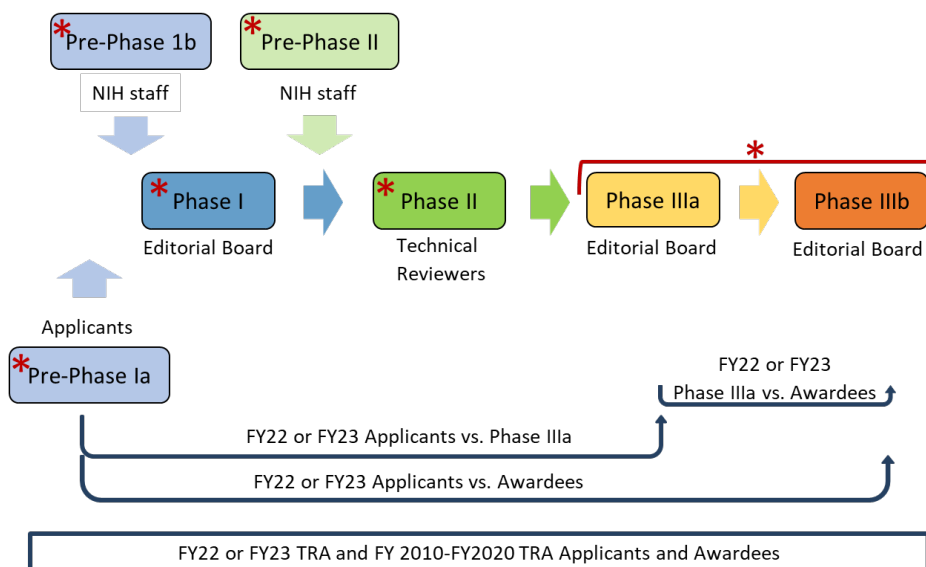 *Pre-Phase 1b
*Pre-Phase II
NIH staff
NIH staff
*
*Phase I
*Phase II
Phase IIIa
Phase IIIb
Editorial Board
Technical
Reviewers
Editorial Board
Editorial Board
Applicants
*Pre-Phase Ia
FY22 or FY23
Phase IIIa vs. Awardees
FY22 or FY23 Applicants vs. Phase IIIa
FY22 or FY23 Applicants vs. Awardees
FY22 or FY23 TRA and FY 2010-FY2020 TRA Applicants and Awardees